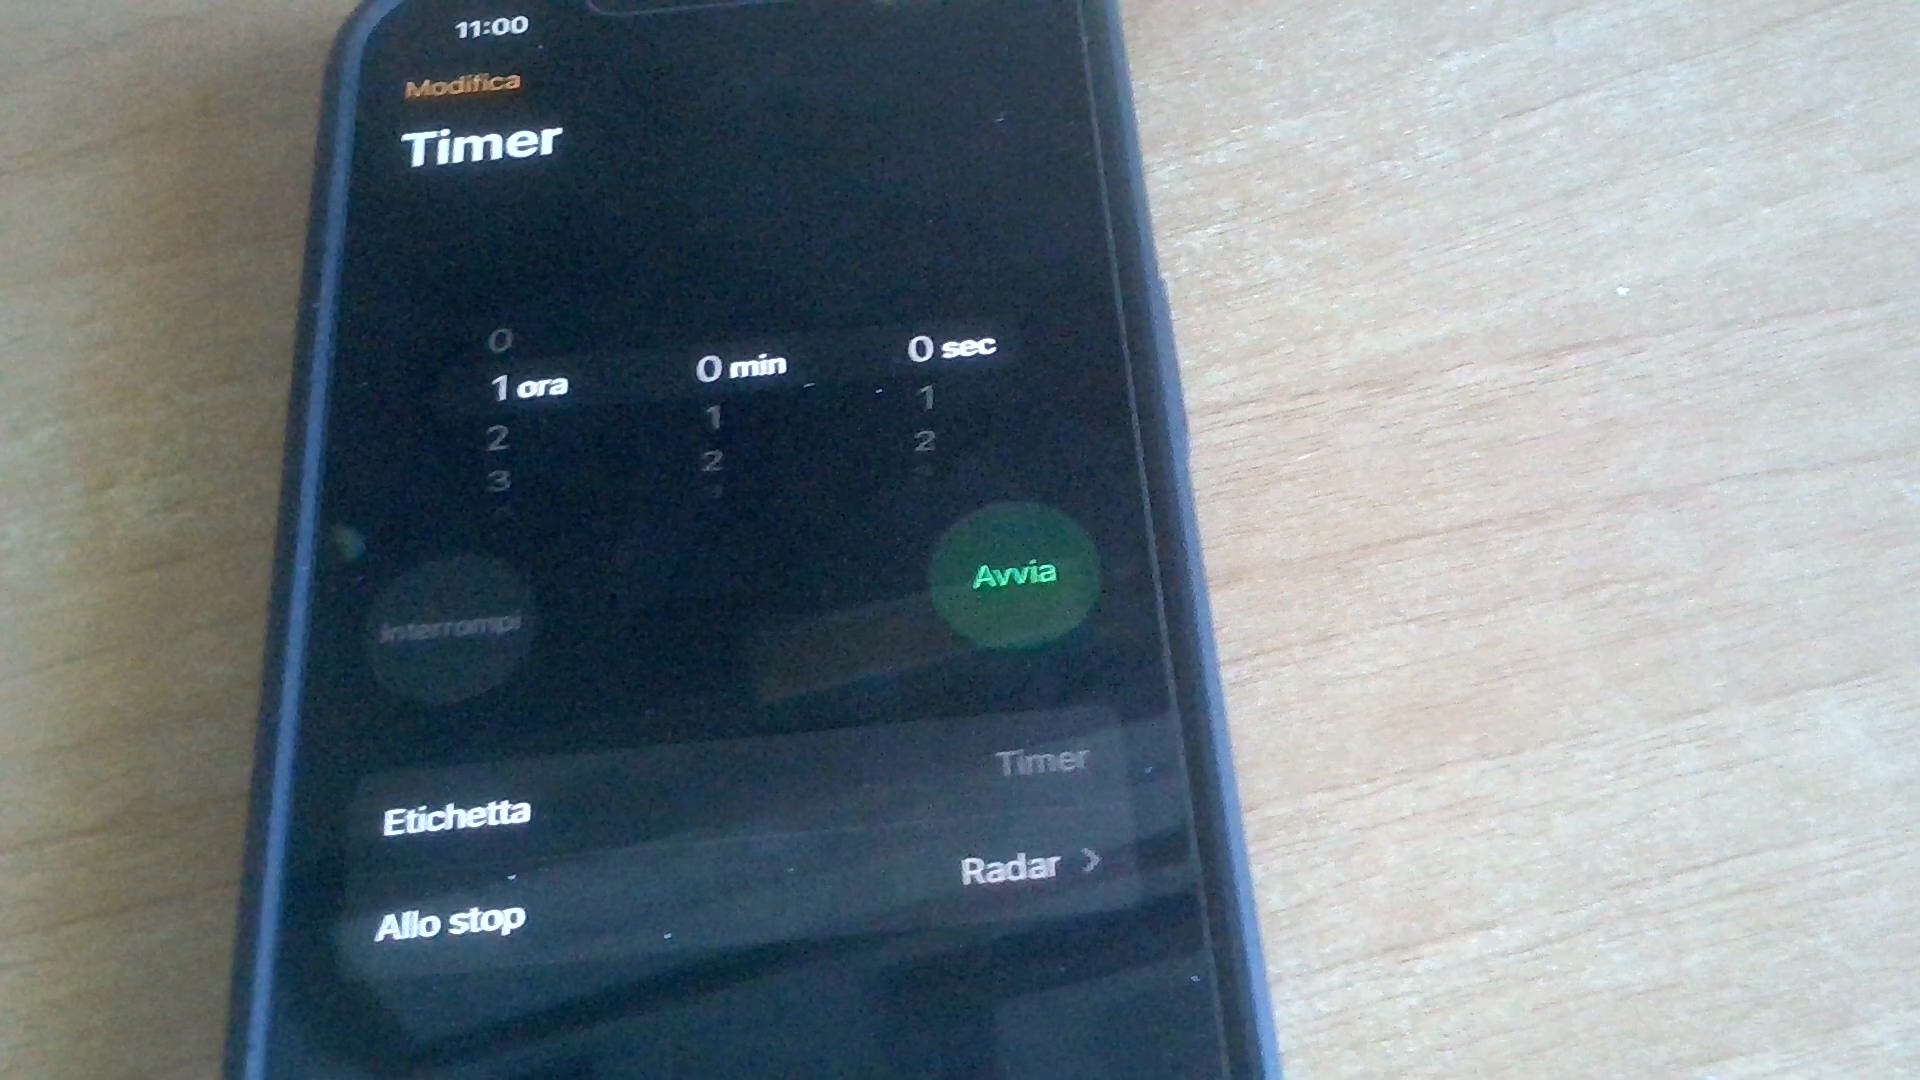 11:00
Modifica
Timer
0
1 ora 0 min 0 sec
2 1 1
3 2 2
Interrompi Avvia
Etichetta Timer
Allo stop Radar >